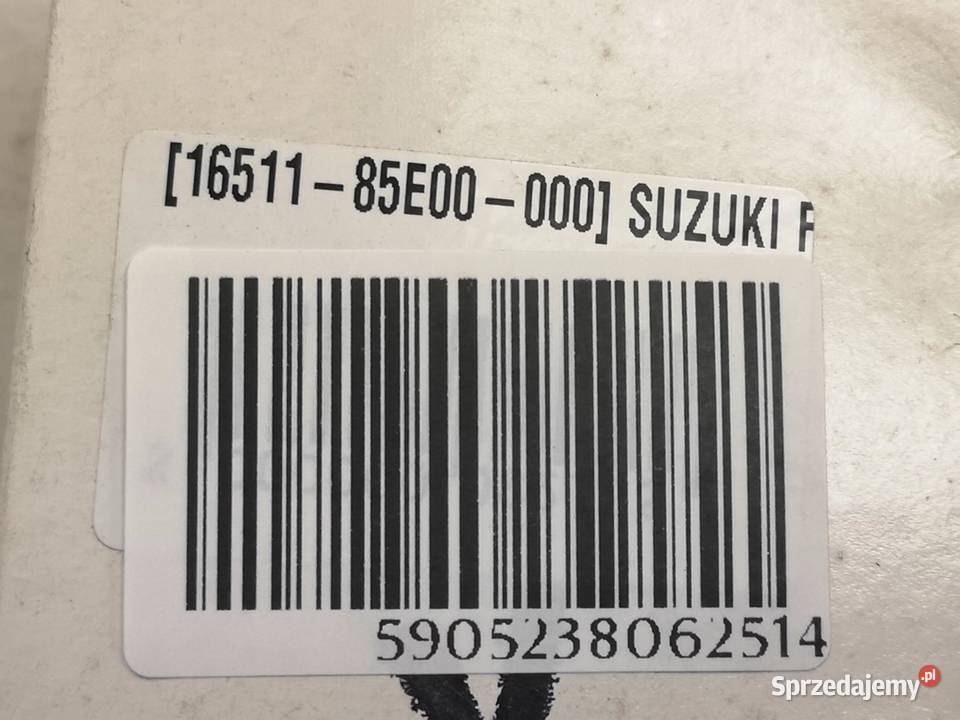 [16511-85E00-000] SUZUKI
5905238062514
Sprzedajemy.pl